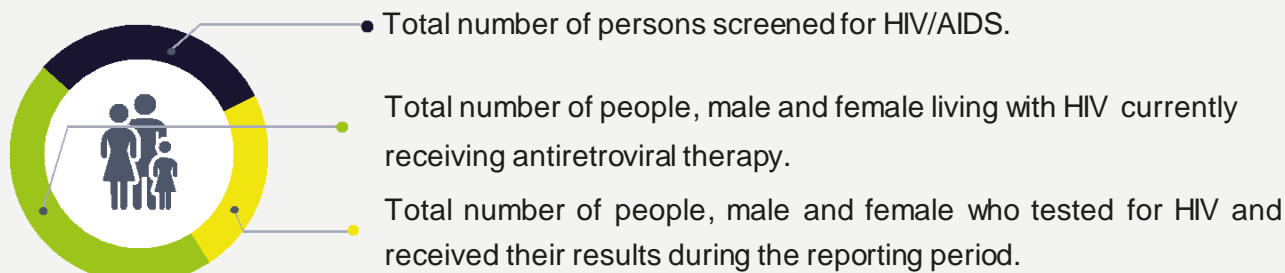 Total number of persons screened for HIV/AIDS.
Total number of people, male and female living with HIV currently
receiving antiretroviral therapy.
Total number of people, male and female who tested for HIV and
received their results during the reporting period.